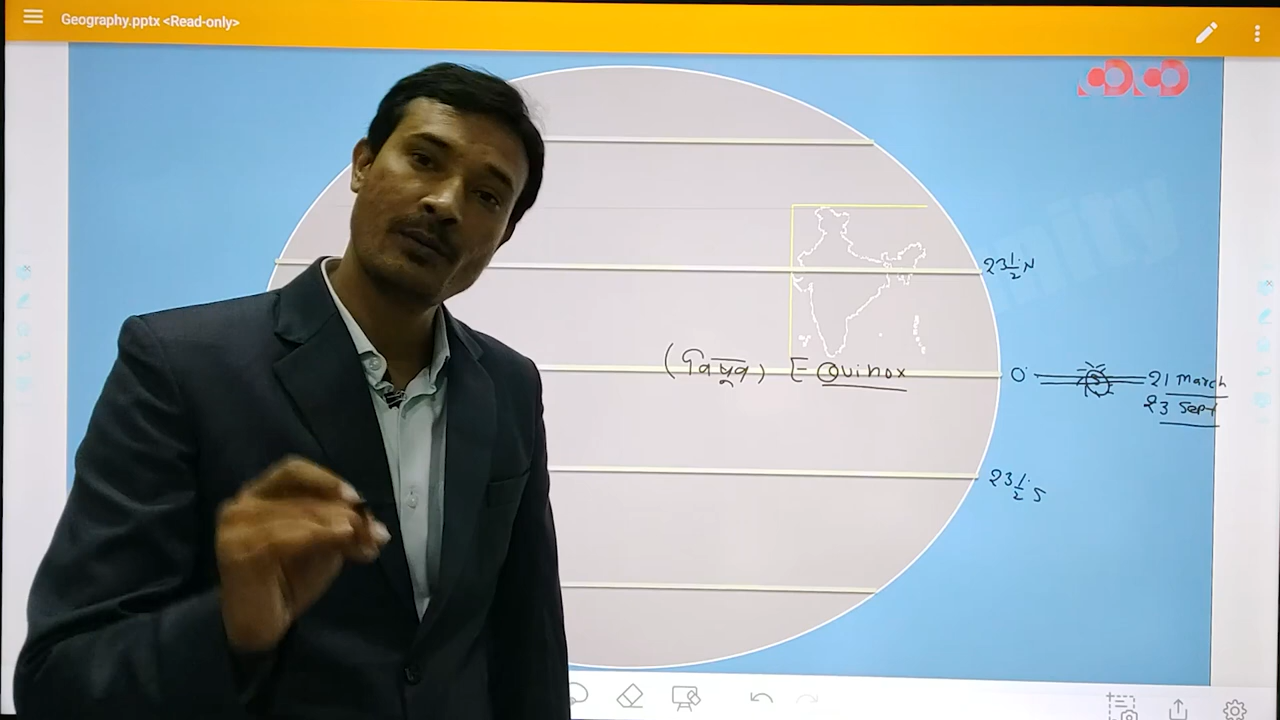 Geography.pptx <Read-only>
23½ N
(विषुव) Equinox
0° 21 March
23 Sept
23½ S